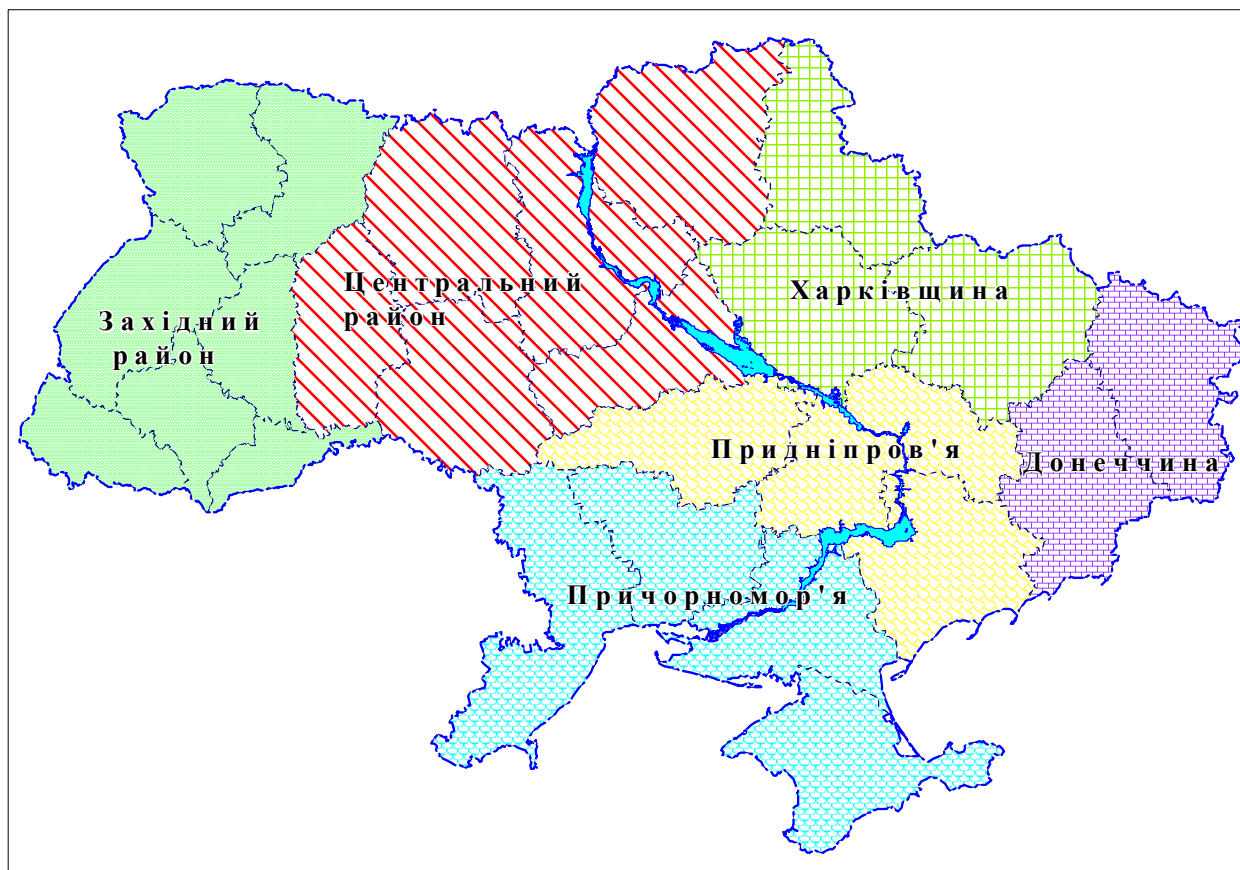 Центральний
район
Харківщина
Західний
район
Придніпров'я
Донеччина
Причорномор'я